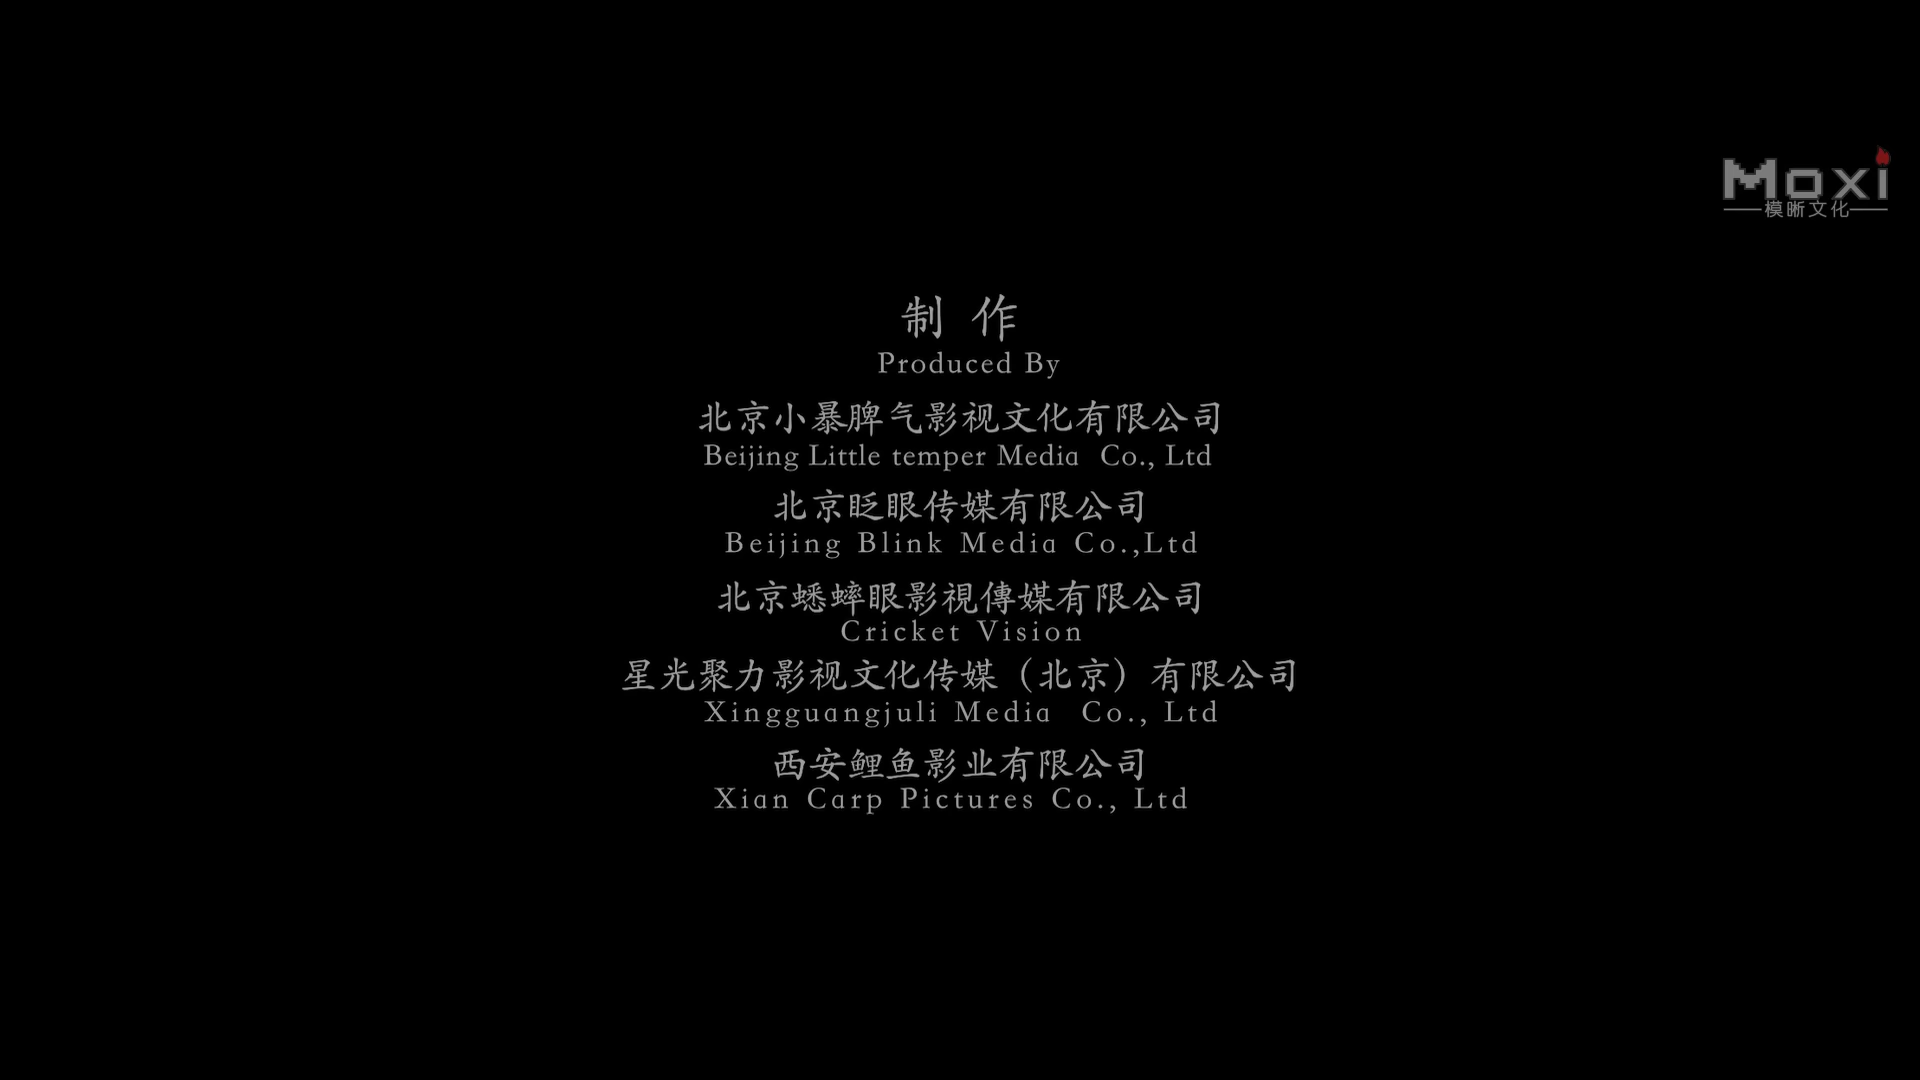 Moxi
模晰文化
制 作
Produced By
北京小暴脾气影视文化有限公司
Beijing Little temper Media Co., Ltd
北京眨眼传媒有限公司
Beijing Blink Media Co.,Ltd
北京蟋蟀眼影視傳媒有限公司
Cricket Vision
星光聚力影视文化传媒（北京）有限公司
Xingguangjuli Media Co., Ltd
西安鲤鱼影业有限公司
Xian Carp Pictures Co., Ltd